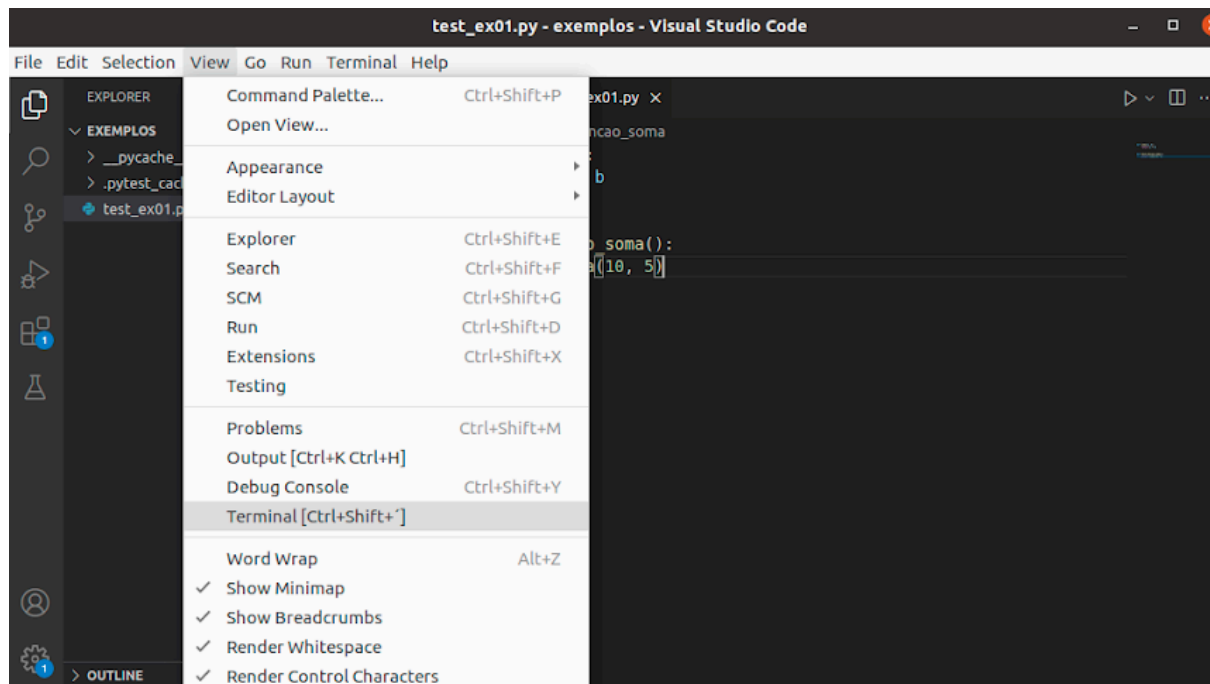 test_ex01.py - exemplos - Visual Studio Code
File Edit Selection View Go Run Terminal Help
EXPLORER
EXEMPLOS
__pycache_
.pytest_cac
test_ex01.p
Command Palette... Ctrl+Shift+P
Open View...
Appearance
Editor Layout
Explorer Ctrl+Shift+E
Search Ctrl+Shift+F
SCM Ctrl+Shift+G
Run Ctrl+Shift+D
Extensions Ctrl+Shift+X
Testing
Problems Ctrl+Shift+M
Output [Ctrl+K Ctrl+H]
Debug Console Ctrl+Shift+Y
Terminal [Ctrl+Shift+´]
Word Wrap Alt+Z
✓ Show Minimap
✓ Show Breadcrumbs
✓ Render Whitespace
✓ Render Control Characters
ex01.py
ncao_soma
:
b
o_soma():
a(10, 5)
1
1
OUTLINE